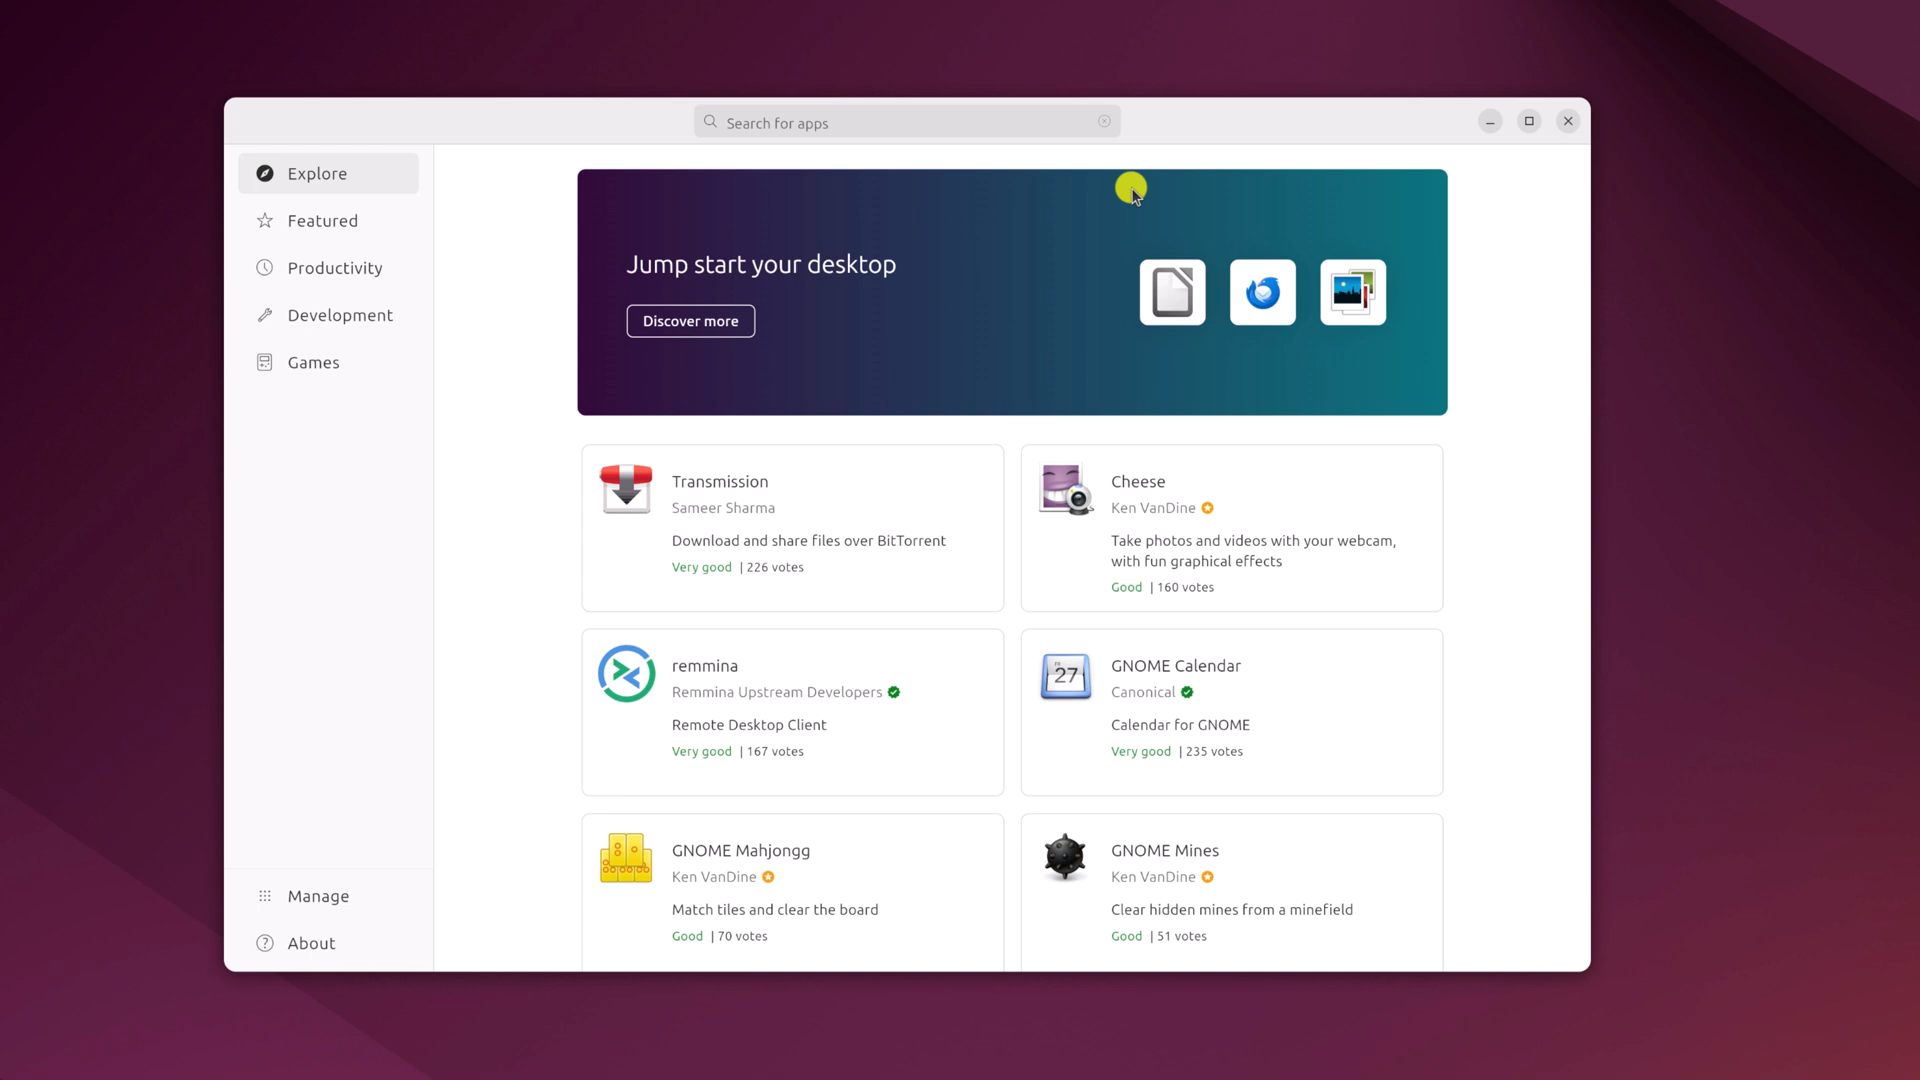 Search for apps
Explore
Featured
Productivity
Development
Games
Manage
About
Jump start your desktop
Discover more
Transmission
Sameer Sharma
Download and share files over BitTorrent
Very good | 226 votes
Cheese
Ken VanDine
Take photos and videos with your webcam,
with fun graphical effects
Good | 160 votes
remmina
Remmina Upstream Developers
Remote Desktop Client
Very good | 167 votes
27
GNOME Calendar
Canonical
Calendar for GNOME
Very good | 235 votes
GNOME Mahjongg
Ken VanDine
Match tiles and clear the board
Good | 70 votes
GNOME Mines
Ken VanDine
Clear hidden mines from a minefield
Good | 51 votes